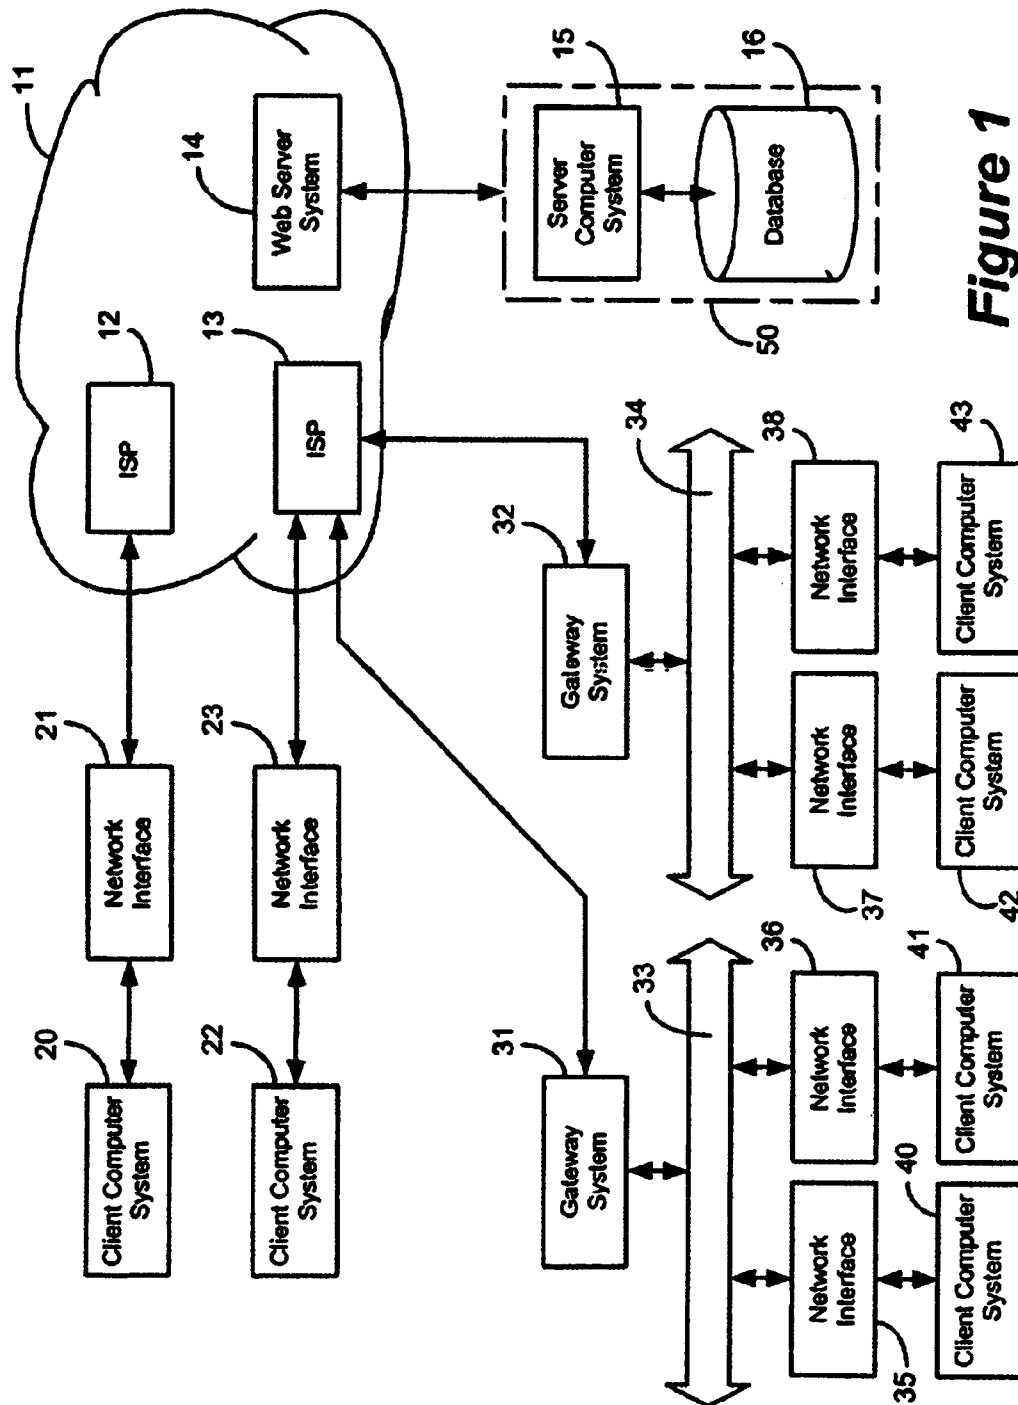 11
20
Client Computer
System
21
Network
Interface
12
ISP
14
Web Server
System
22
Client Computer
System
23
Network
Interface
13
ISP
15
Server
Computer
System
16
Database
50
31
Gateway
System
32
Gateway
System
33
34
35
Network
Interface
36
Network
Interface
37
Network
Interface
38
Network
Interface
40
Client Computer
System
41
Client Computer
System
42
Client Computer
System
43
Client Computer
System
Figure 1